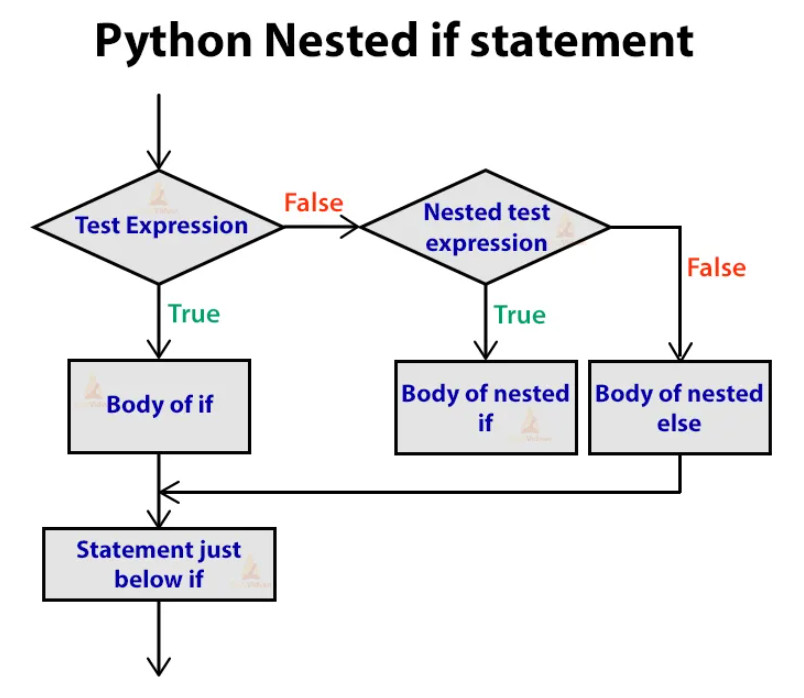 Python Nested if statement
Test Expression
False
Nested test
expression
False
True
True
Body of if
Body of nested
if
Body of nested
else
Statement just
below if